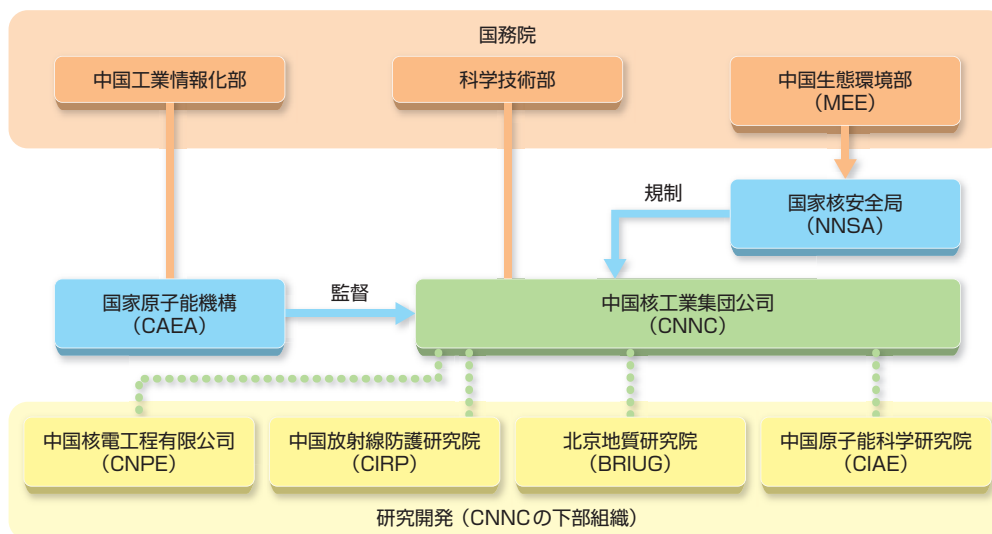 国務院
中国工業情報化部
科学技術部
中国生態環境部
（MEE）
規制
国家核安全局
（NNSA）
国家原子能機構
（CAEA）
監督
中国核工業集団公司
（CNNC）
中国核電工程有限公司
（CNPE）
中国放射線防護研究院
（CIRP）
北京地質研究院
（BRIUG）
中国原子能科学研究院
（CIAE）
研究開発（CNNCの下部組織）